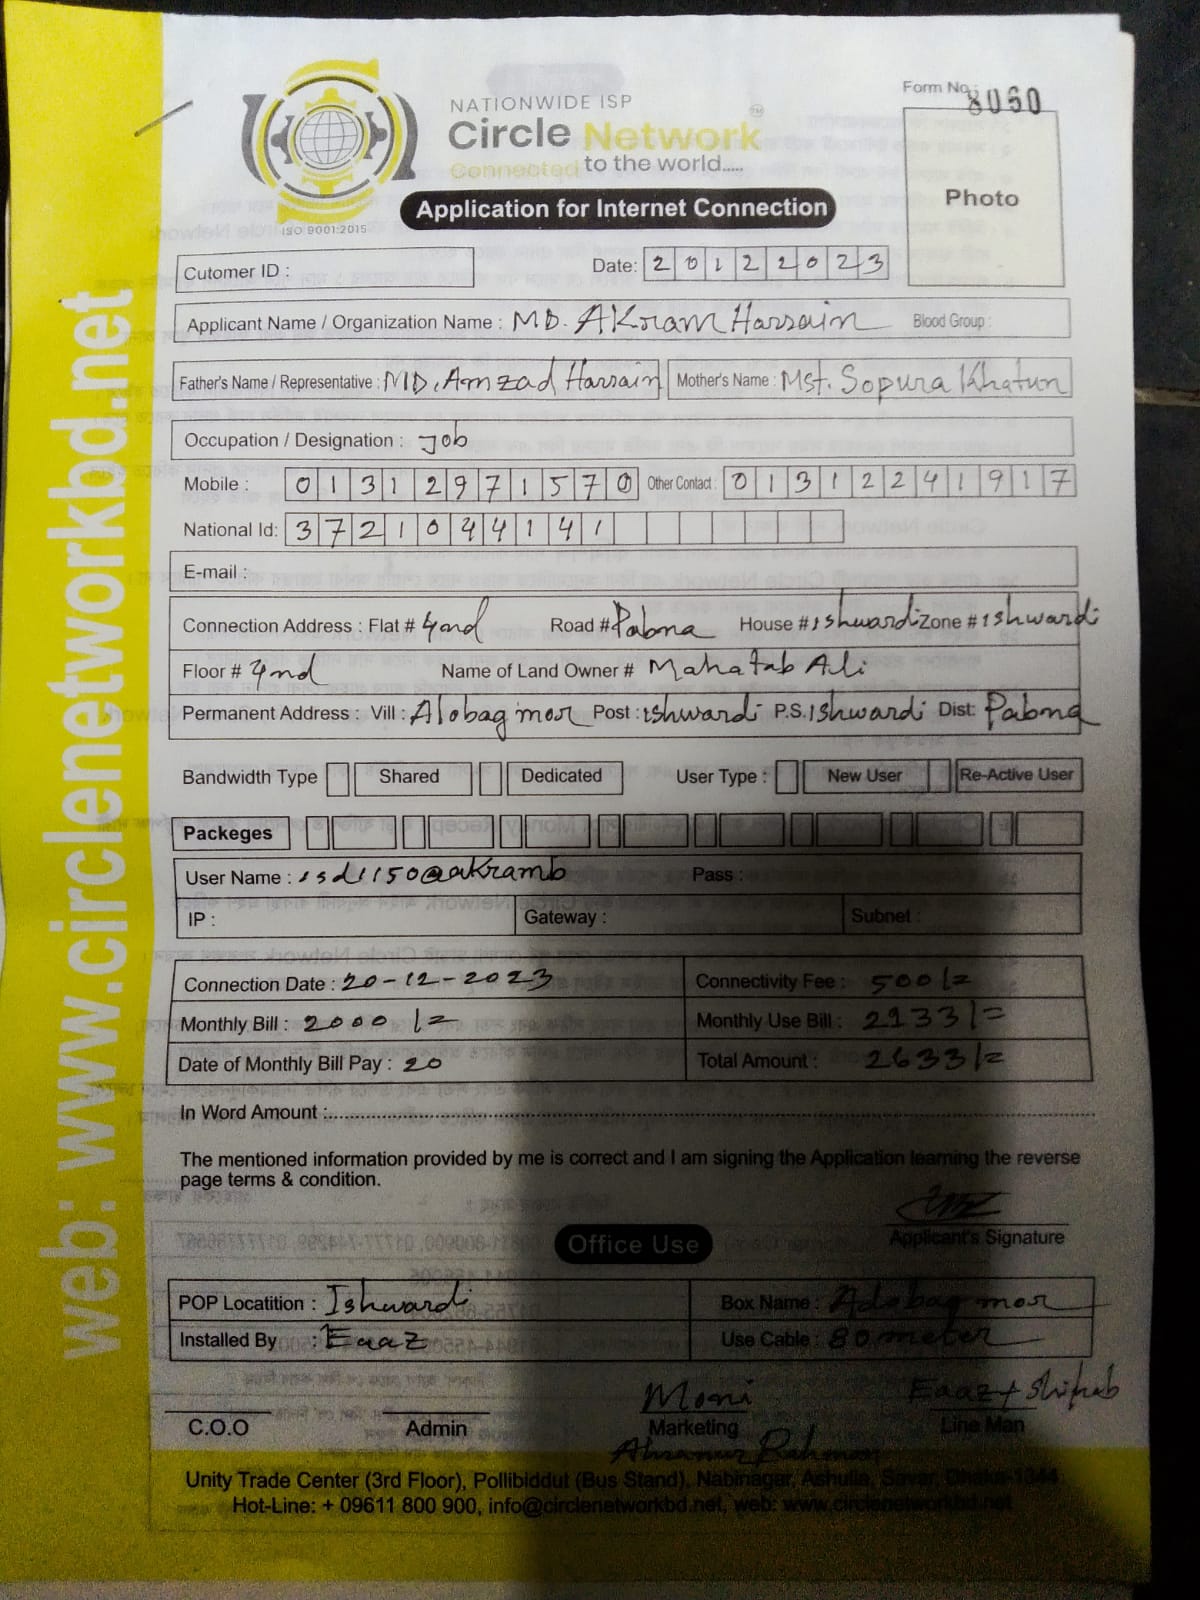 NATIONWIDE ISP
Circle Network
Connected to the world.....
ISO 9001:2015
Form No: 8060
Photo
Application for Internet Connection
Cutomer ID :
Date: 20122023
Applicant Name / Organization Name : MD. AKram Hossain Blood Group :
Father's Name / Representative : MD. Amzad Hossain Mother's Name : Mst. Sopura Khatun
Occupation / Designation : Job
Mobile : 01312971570 Other Contact : 01312241917
National Id: 3721044141
E-mail :
Connection Address : Flat # 4nd Road # Pabna House # Ishwardi Zone # Ishwardi
Floor # 4nd Name of Land Owner # Mahatab Ali
Permanent Address : Vill : Alobag mor Post : Ishwardi P.S. Ishwardi Dist: Pabna
Bandwidth Type Shared Dedicated User Type : New User Re-Active User
Packeges
User Name : isd1150@akramb Pass :
IP : Gateway : Subnet :
Connection Date : 20-12-2023 Connectivity Fee : 500/=
Monthly Bill : 2000/= Monthly Use Bill : 2133/=
Date of Monthly Bill Pay : 20 Total Amount : 2633/=
In Word Amount :
The mentioned information provided by me is correct and I am signing the Application learning the reverse
page terms & condition.
Applicant's Signature
Office Use
POP Locatition : Ishwardi Box Name : Alobag mor
Installed By : Eaaz Use Cable : 80 meter
Moni Eaaz + Shihab
C.O.O Admin Marketing Line Man
Rahman
Unity Trade Center (3rd Floor), Pollibiddut (Bus Stand), Nabinagar, Ashulia, Savar, Dhaka-1344
Hot-Line: + 09611 800 900, info@circlenetworkbd.net, web: www.circlenetworkbd.net
web: www.circlenetworkbd.net